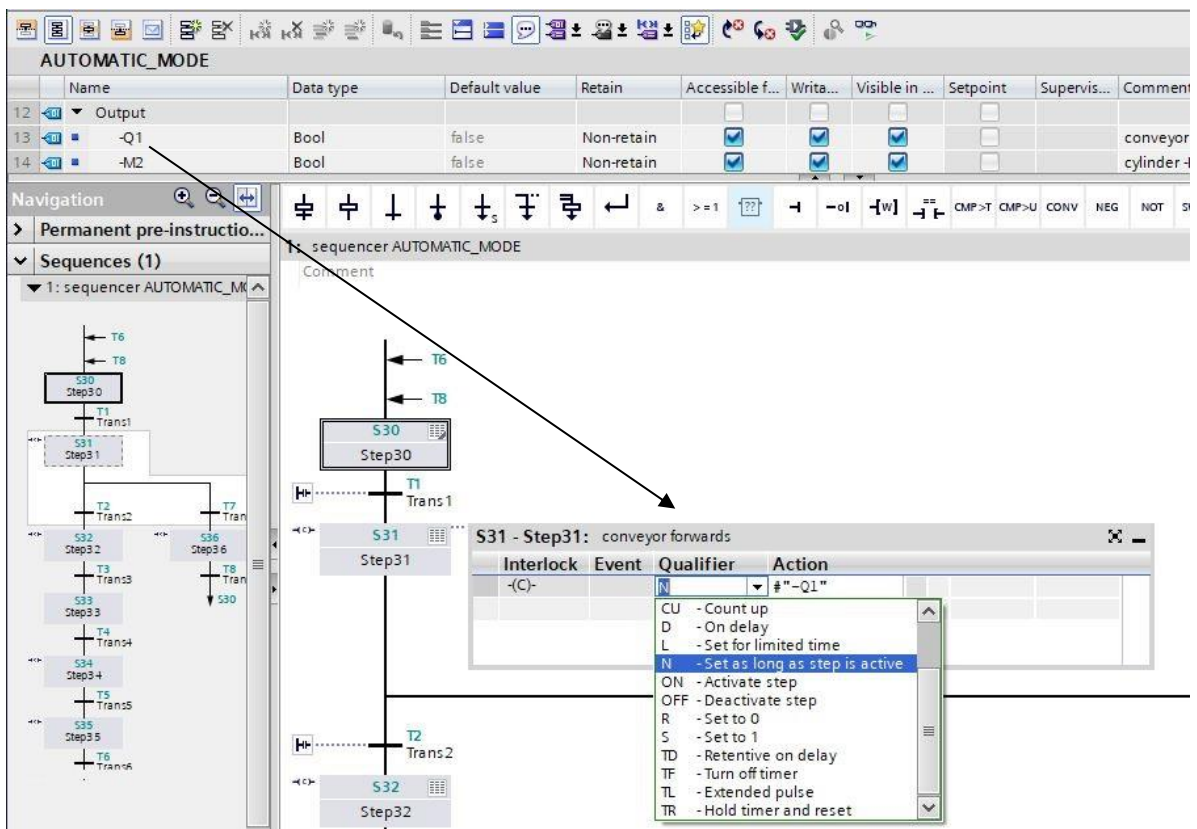 AUTOMATIC_MODE
Name Data type Default value Retain Accessible f... Writa... Visible in ... Setpoint Supervis... Comment
12 Output
13 -Q1 Bool false Non-retain conveyor
14 -M2 Bool false Non-retain cylinder
Navigation
Permanent pre-instructio...
Sequences (1)
1: sequencer AUTOMATIC_M
T6
T8
S30
Step30
T1
Trans1
S31
Step31
T2
Trans2
T7
Tran
S32
Step32
S36
Step36
T3
Trans3
T8
Tran
S33
Step33
S30
T4
Trans4
S34
Step34
T5
Trans5
S35
Step35
T6
Trans6
s & >=1 ?? -[w] == CMP>T CMP>U CONV NEG NOT
1: sequencer AUTOMATIC_MODE
Comment
T6
T8
S30
Step30
T1
Trans1
-(C)- S31
Step31
S31 - Step31: conveyor forwards
Interlock Event Qualifier Action
-(C)- N #"-Q1"
CU - Count up
D - On delay
L - Set for limited time
N - Set as long as step is active
ON - Activate step
OFF - Deactivate step
R - Set to 0
S - Set to 1
TD - Retentive on delay
TF - Turn off timer
TL - Extended pulse
TR - Hold timer and reset
T2
Trans2
-(C)- S32
Step32